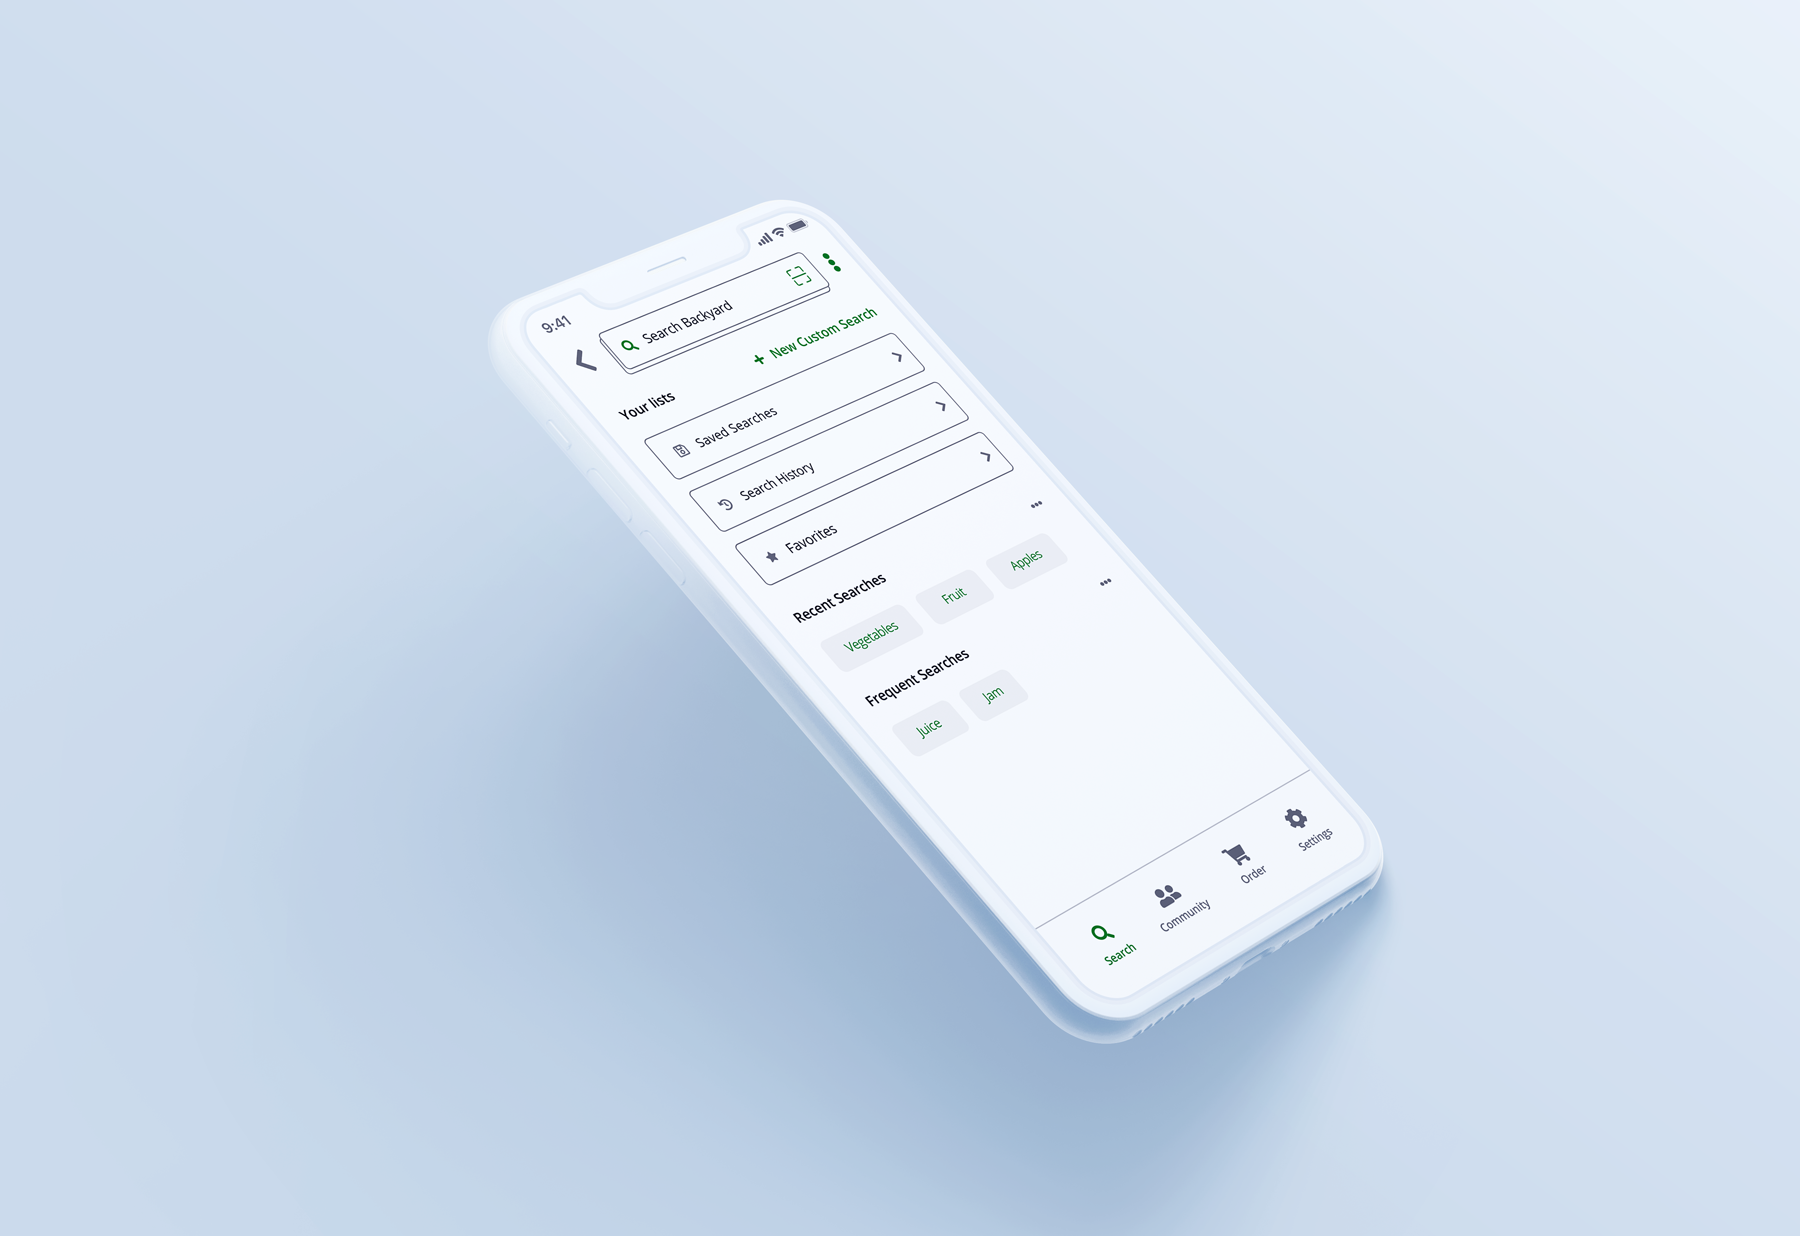 9:41
Search Backyard
+ New Custom Search
Your lists
Saved Searches
Search History
Favorites
Recent Searches
Vegetables Fruit Apples
Frequent Searches
Juice Jam
Search Community Order Settings